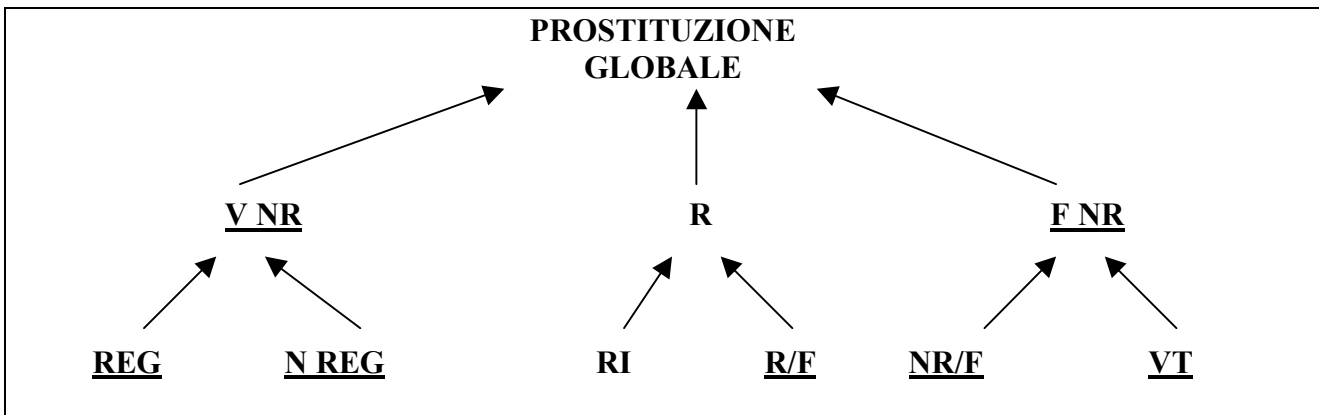 PROSTITUZIONE
GLOBALE
V NR R F NR
REG N REG RI R/F NR/F VT